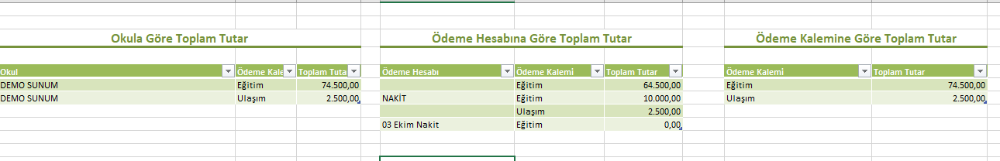 Okula Göre Toplam Tutar
Ödeme Hesabına Göre Toplam Tutar
Ödeme Kalemine Göre Toplam Tutar
Okul Ödeme Kale Toplam Tuta
DEMO SUNUM Eğitim 74.500,00
DEMO SUNUM Ulaşım 2.500,00
Ödeme Hesabı Ödeme Kalemi Toplam Tutar
Eğitim 64.500,00
NAKİT Eğitim 10.000,00
Ulaşım 2.500,00
03 Ekim Nakit Eğitim 0,00
Ödeme Kalemi Toplam Tutar
Eğitim 74.500,00
Ulaşım 2.500,00